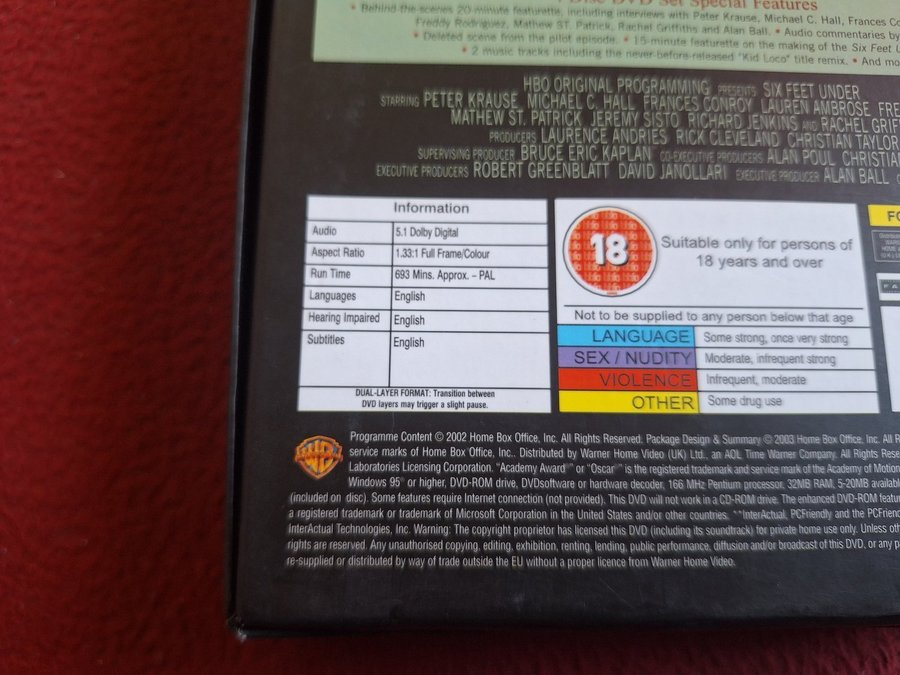 Disc DVD Set Special Features
• Behind-the-scenes 20-minute featurette, including interviews with Peter Krause, Michael C. Hall, Frances Co
Freddy Rodriguez, Mathew ST. Patrick, Rachel Griffiths and Alan Ball. • Audio commentaries by
• Deleted scene from the pilot episode. • 15-minute featurette on the making of the Six Feet U
• 2 music tracks including the never-before-released "Kid Loco" title remix. • And mo
HBO ORIGINAL PROGRAMMING PRESENTS SIX FEET UNDER
STARRING PETER KRAUSE MICHAEL C. HALL FRANCES CONROY LAUREN AMBROSE FRE
MATHEW ST. PATRICK JEREMY SISTO RICHARD JENKINS AND RACHEL GRIF
PRODUCERS LAURENCE ANDRIES RICK CLEVELAND CHRISTIAN TAYLOR
SUPERVISING PRODUCER BRUCE ERIC KAPLAN CO-EXECUTIVE PRODUCERS ALAN POUL CHRISTIAN
EXECUTIVE PRODUCERS ROBERT GREENBLATT DAVID JANOLLARI EXECUTIVE PRODUCER ALAN BALL
Information
Audio 5.1 Dolby Digital
Aspect Ratio 1.33:1 Full Frame/Colour
Run Time 693 Mins. Approx. – PAL
Languages English
Hearing Impaired English
Subtitles English
DUAL-LAYER FORMAT: Transition between
DVD layers may trigger a slight pause.
18
Suitable only for persons of
18 years and over
Not to be supplied to any person below that age
LANGUAGE Some strong, once very strong
SEX / NUDITY Moderate, infrequent strong
VIOLENCE Infrequent, moderate
OTHER Some drug use
FO
WB
Programme Content © 2002 Home Box Office, Inc. All Rights Reserved. Package Design & Summary © 2003 Home Box Office, Inc. All
service marks of Home Box Office, Inc.. Distributed by Warner Home Video (UK) Ltd., an AOL Time Warner Company. All Rights Rese
Laboratories Licensing Corporation. "Academy Award®" or "Oscar®" is the registered trademark and service mark of the Academy of Motion
Windows 95® or higher, DVD-ROM drive, DVDsoftware or hardware decoder, 166 MHz Pentium processor, 32MB RAM, 5-20MB availab
(included on disc). Some features require Internet connection (not provided). This DVD will not work in a CD-ROM drive. The enhanced DVD-ROM featur
a registered trademark or trademark of Microsoft Corporation in the United States and/or other countries. **InterActual, PCFriendly and the PCFrien
InterActual Technologies, Inc. Warning: The copyright proprietor has licensed this DVD (including its soundtrack) for private home use only. Unless oth
rights are reserved. Any unauthorised copying, editing, exhibition, renting, lending, public performance, diffusion and/or broadcast of this DVD, or any p
re-supplied or distributed by way of trade outside the EU without a proper licence from Warner Home Video.